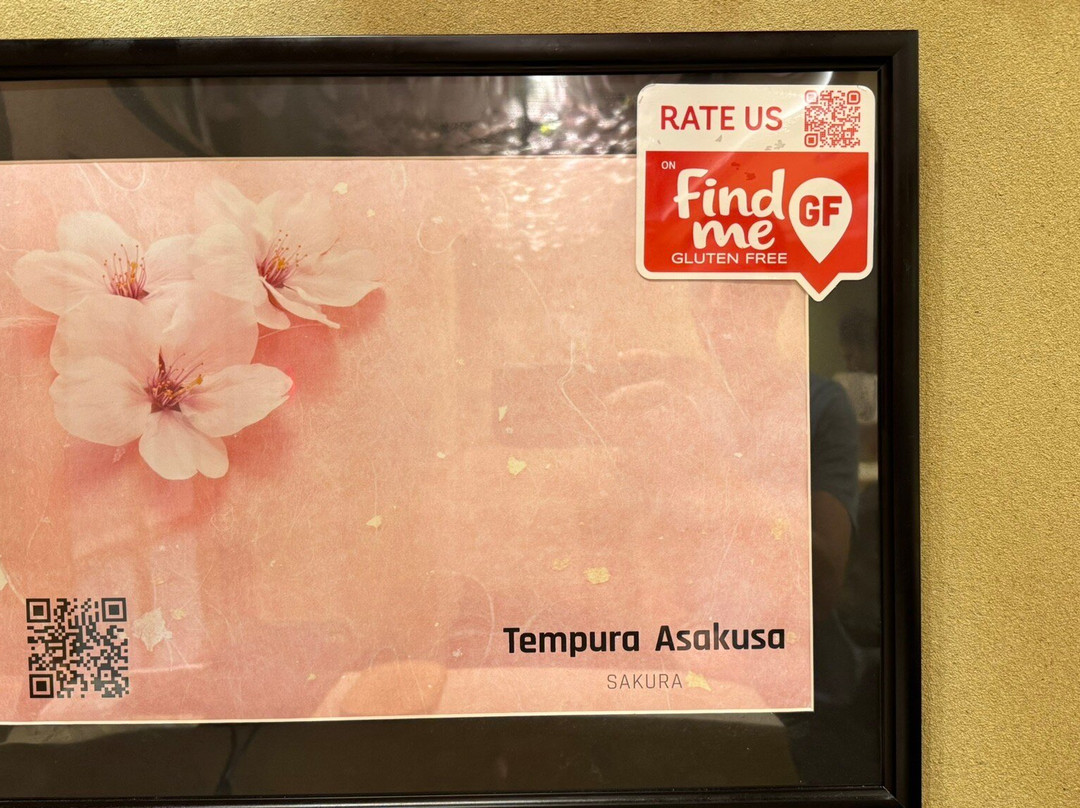 RATE US
ON
Find
me
GF
GLUTEN FREE
Tempura Asakusa
SAKURA